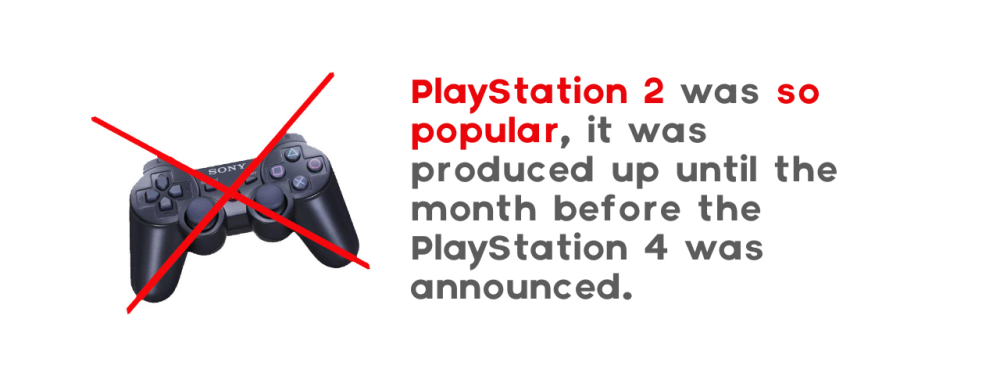 SONY
PlayStation 2 was so
popular, it was
produced up until the
month before the
PlayStation 4 was
announced.